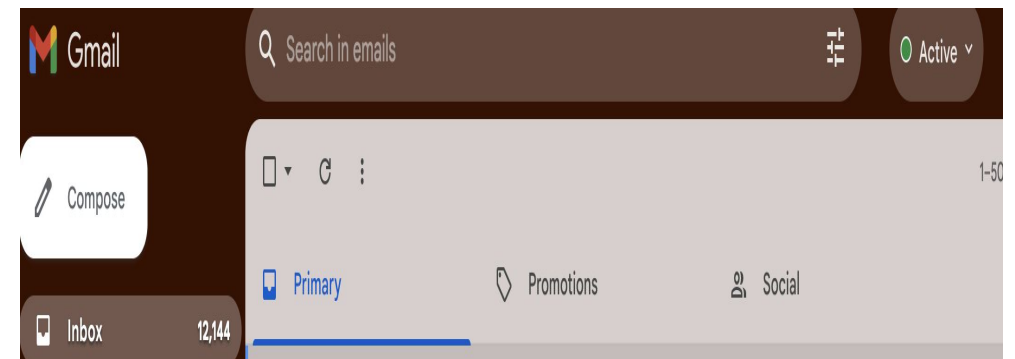 Gmail
Search in emails
Active
Compose
1–50
Primary
Promotions
Social
Inbox 12,144